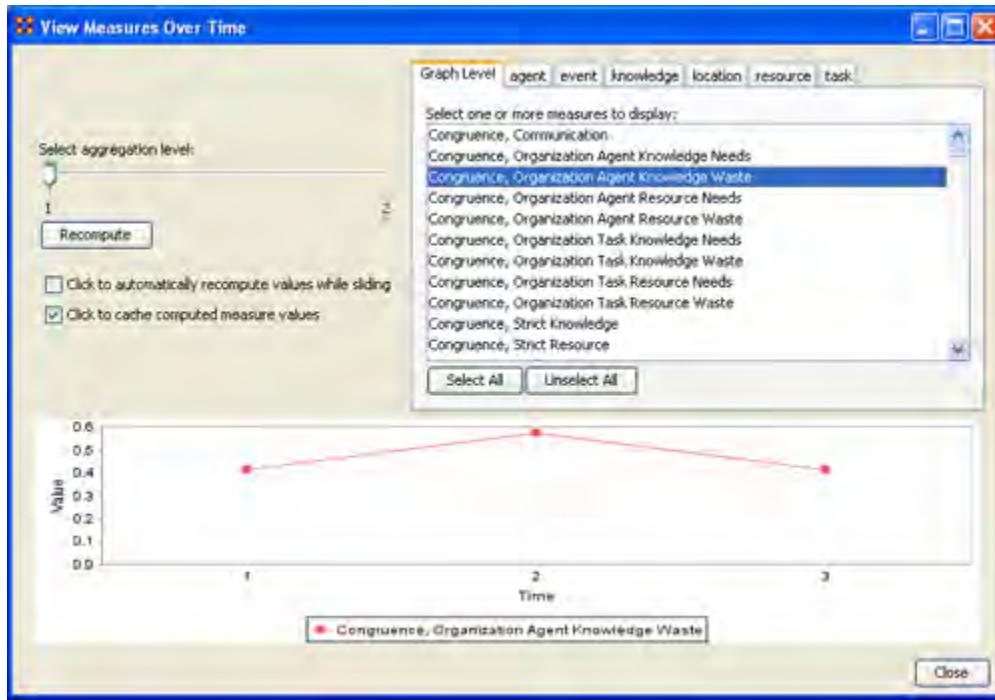 View Measures Over Time
Graph Level agent event knowledge location resource task
Select one or more measures to display:
Congruence, Communication
Congruence, Organization Agent Knowledge Needs
Congruence, Organization Agent Knowledge Waste
Congruence, Organization Agent Resource Needs
Congruence, Organization Agent Resource Waste
Congruence, Organization Task Knowledge Needs
Congruence, Organization Task Knowledge Waste
Congruence, Organization Task Resource Needs
Congruence, Organization Task Resource Waste
Congruence, Strict Knowledge
Congruence, Strict Resource
Select All Unselect All
Select aggregation level:
1 2
Recompute
Click to automatically recompute values while sliding
Click to cache computed measure values
0.6
0.5
0.4
0.3
0.2
0.1
0.0
Value
1 2 3
Time
Congruence, Organization Agent Knowledge Waste
Close